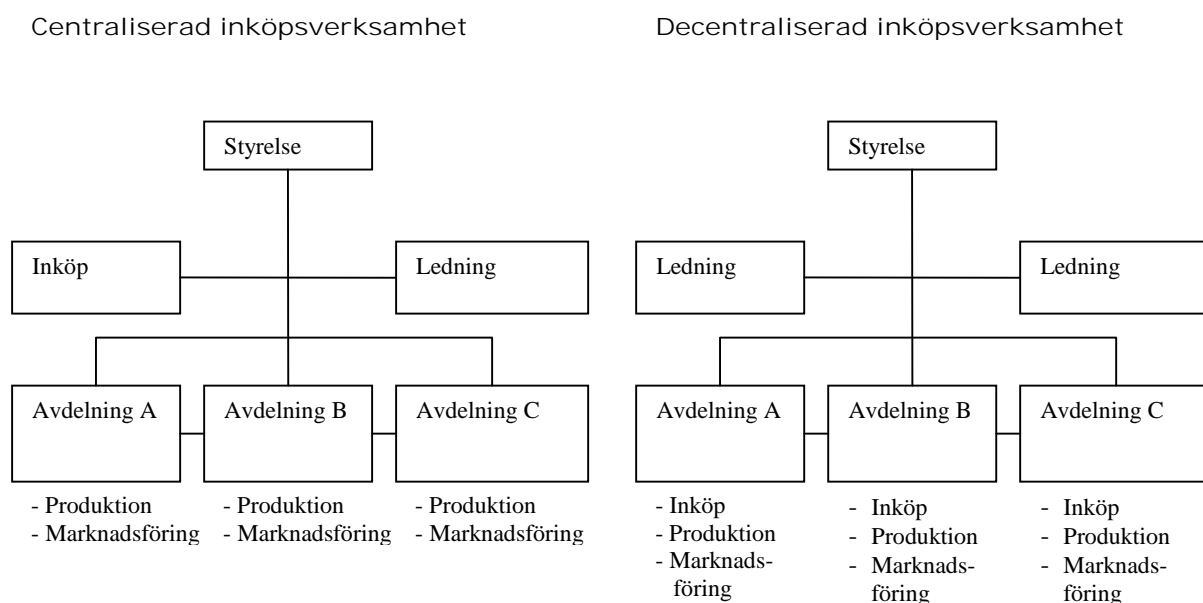 Centraliserad inköpsverksamhet
Styrelse
Inköp
Ledning
Avdelning A
Avdelning B
Avdelning C
- Produktion
- Marknadsföring
- Produktion
- Marknadsföring
- Produktion
- Marknadsföring
Decentraliserad inköpsverksamhet
Styrelse
Ledning
Ledning
Avdelning A
Avdelning B
Avdelning C
- Inköp
- Produktion
- Marknads-
föring
- Inköp
- Produktion
- Marknads-
föring
- Inköp
- Produktion
- Marknads-
föring